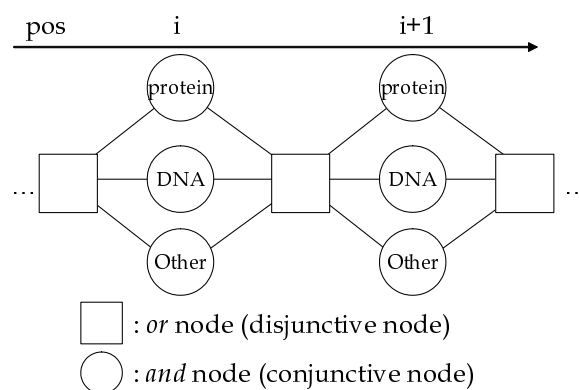 pos i i+1
protein protein
... DNA DNA ...
Other Other
: or node (disjunctive node)
: and node (conjunctive node)